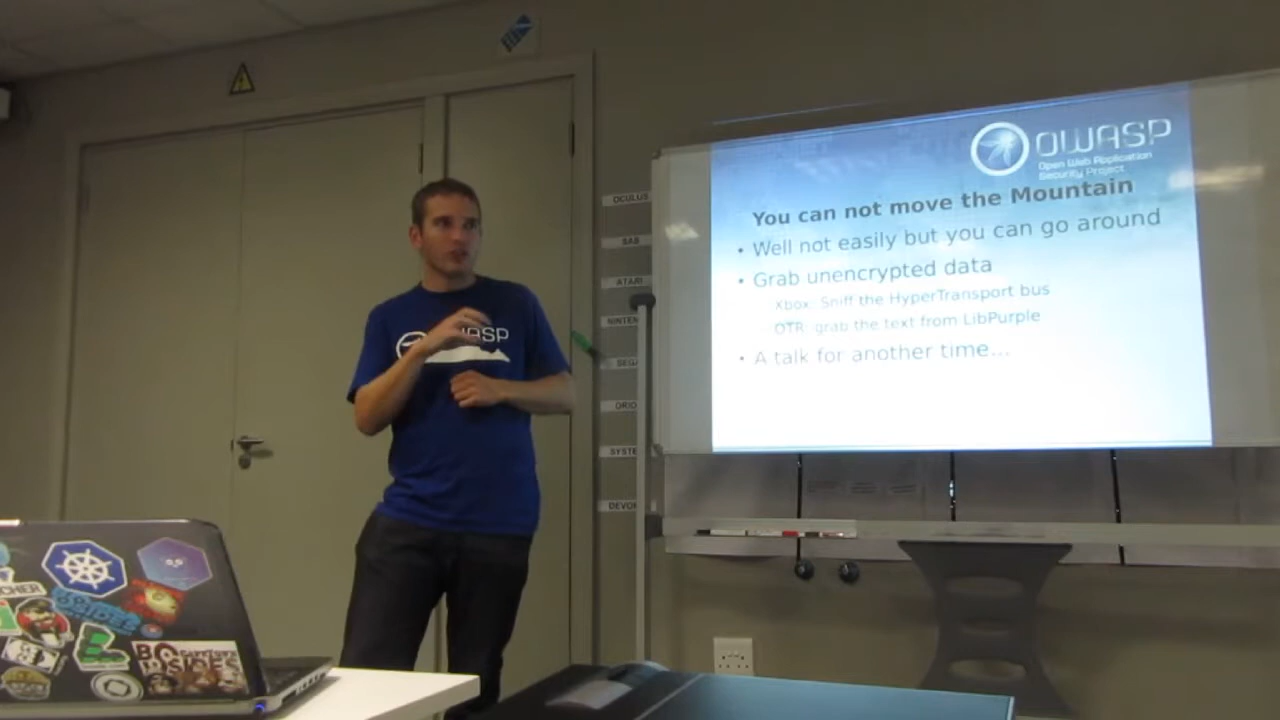 OWASP
Open Web Application
Security Project
You can not move the Mountain
• Well not easily but you can go around
• Grab unencrypted data
Xbox: Sniff the HyperTransport bus
OTR: grab the text from LibPurple
• A talk for another time...
OCULUS
ATARI
SEGA
BSIDES